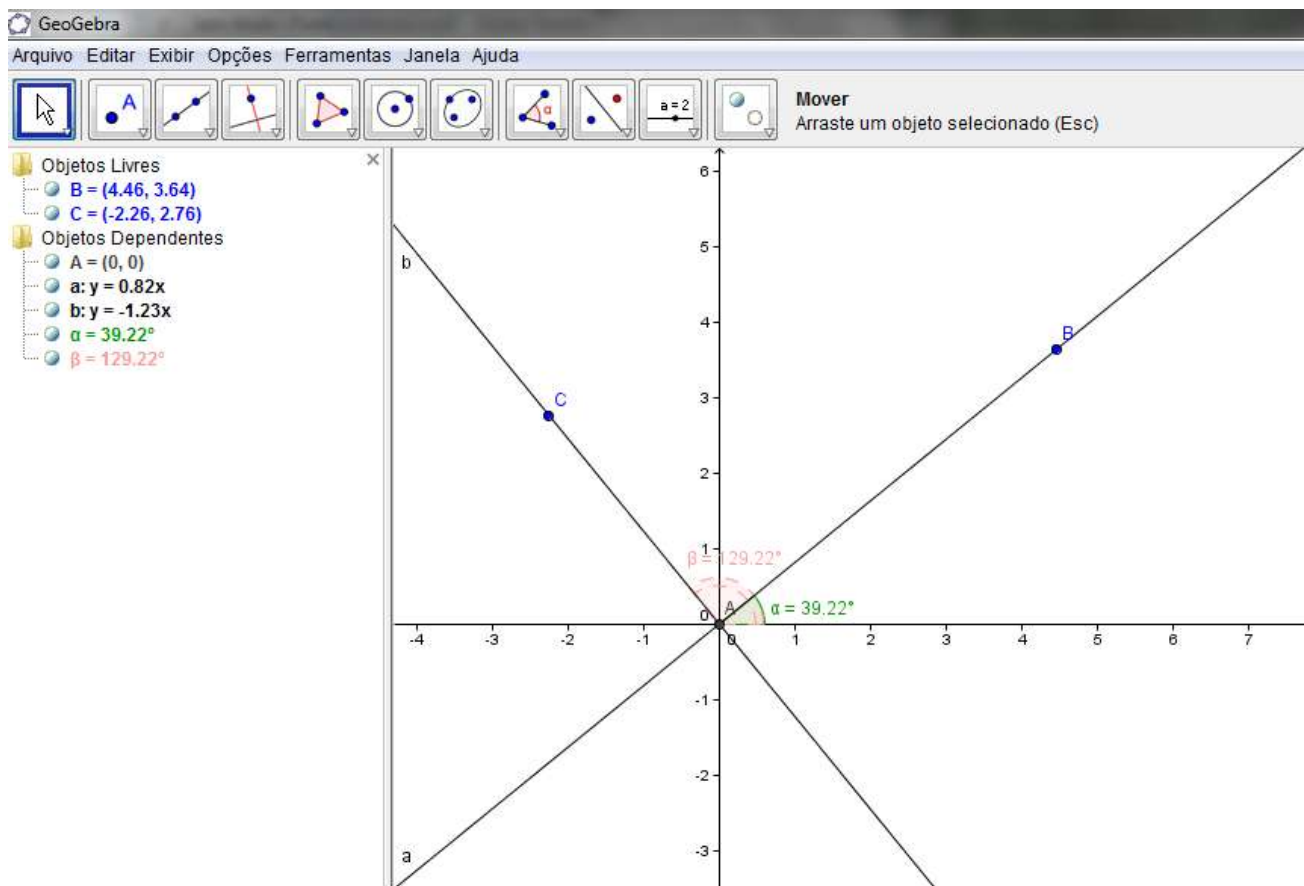 GeoGebra
Arquivo Editar Exibir Opções Ferramentas Janela Ajuda
A
α
a = 2
Mover
Arraste um objeto selecionado (Esc)
Objetos Livres
B = (4.46, 3.64)
C = (-2.26, 2.76)
Objetos Dependentes
A = (0, 0)
a: y = 0.82x
b: y = -1.23x
α = 39.22°
β = 129.22°
6
5
b
4
B
3
C
2
1
β = 129.22°
A
α = 39.22°
0
-4 -3 -2 -1 0 1 2 3 4 5 6 7
-1
-2
-3
a